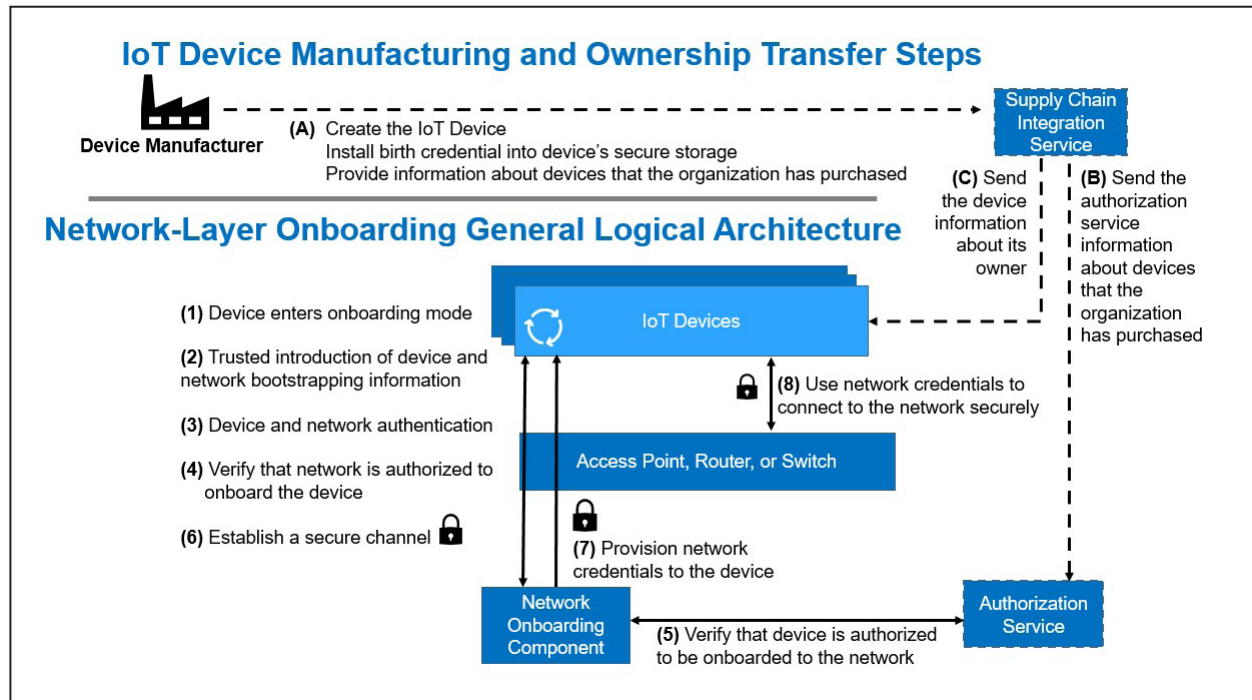 IoT Device Manufacturing and Ownership Transfer Steps
Device Manufacturer
(A) Create the IoT Device
Install birth credential into device's secure storage
Provide information about devices that the organization has purchased
Supply Chain
Integration
Service
(C) Send
the device
information
about its
owner
(B) Send the
authorization
service
information
about devices
that the
organization
has purchased
Network-Layer Onboarding General Logical Architecture
(1) Device enters onboarding mode
(2) Trusted introduction of device and
network bootstrapping information
(3) Device and network authentication
(4) Verify that network is authorized to
onboard the device
(6) Establish a secure channel
IoT Devices
(8) Use network credentials to
connect to the network securely
Access Point, Router, or Switch
(7) Provision network
credentials to the device
Network
Onboarding
Component
(5) Verify that device is authorized
to be onboarded to the network
Authorization
Service